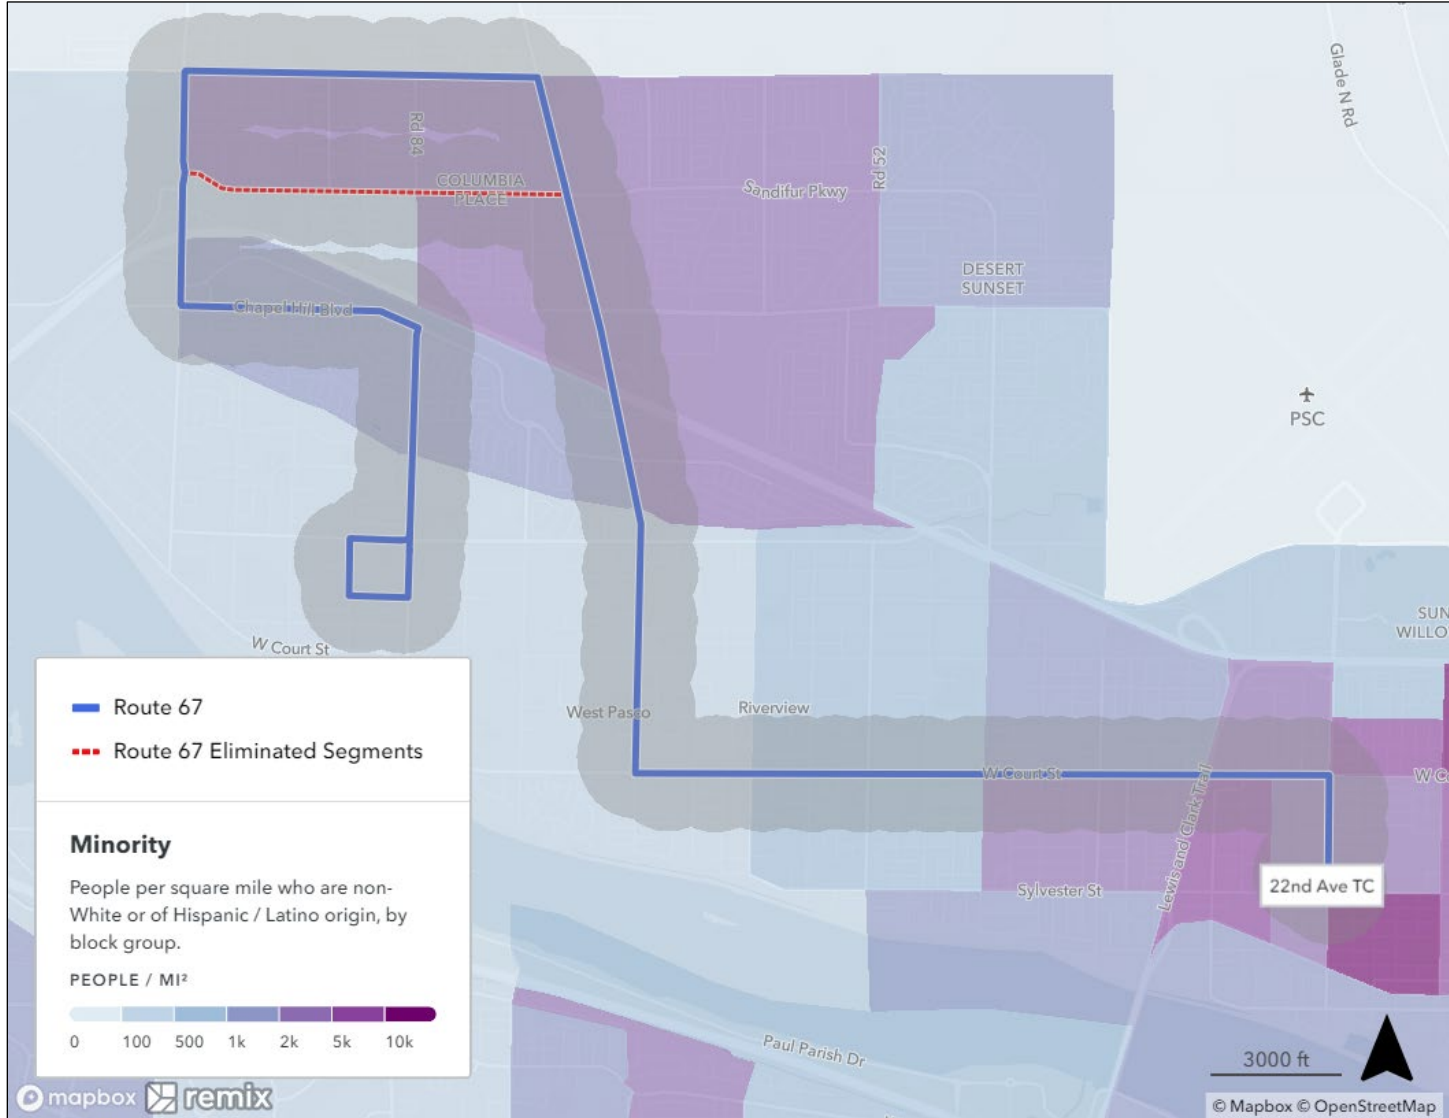 Glade N Rd
Rd 84
Rd 52
COLUMBIA
PLACE
Sandifur Pkwy
DESERT
SUNSET
Chapel Hill Blvd
PSC
SUN
WILLO
W Court St
West Pasco
Riverview
W Court St
W C
Lewis and Clark Trail
22nd Ave TC
Sylvester St
Paul Parish Dr
Route 67
Route 67 Eliminated Segments
Minority
People per square mile who are non-
White or of Hispanic / Latino origin, by
block group.
PEOPLE / MI²
0 100 500 1k 2k 5k 10k
3000 ft
mapbox remix
© Mapbox © OpenStreetMap